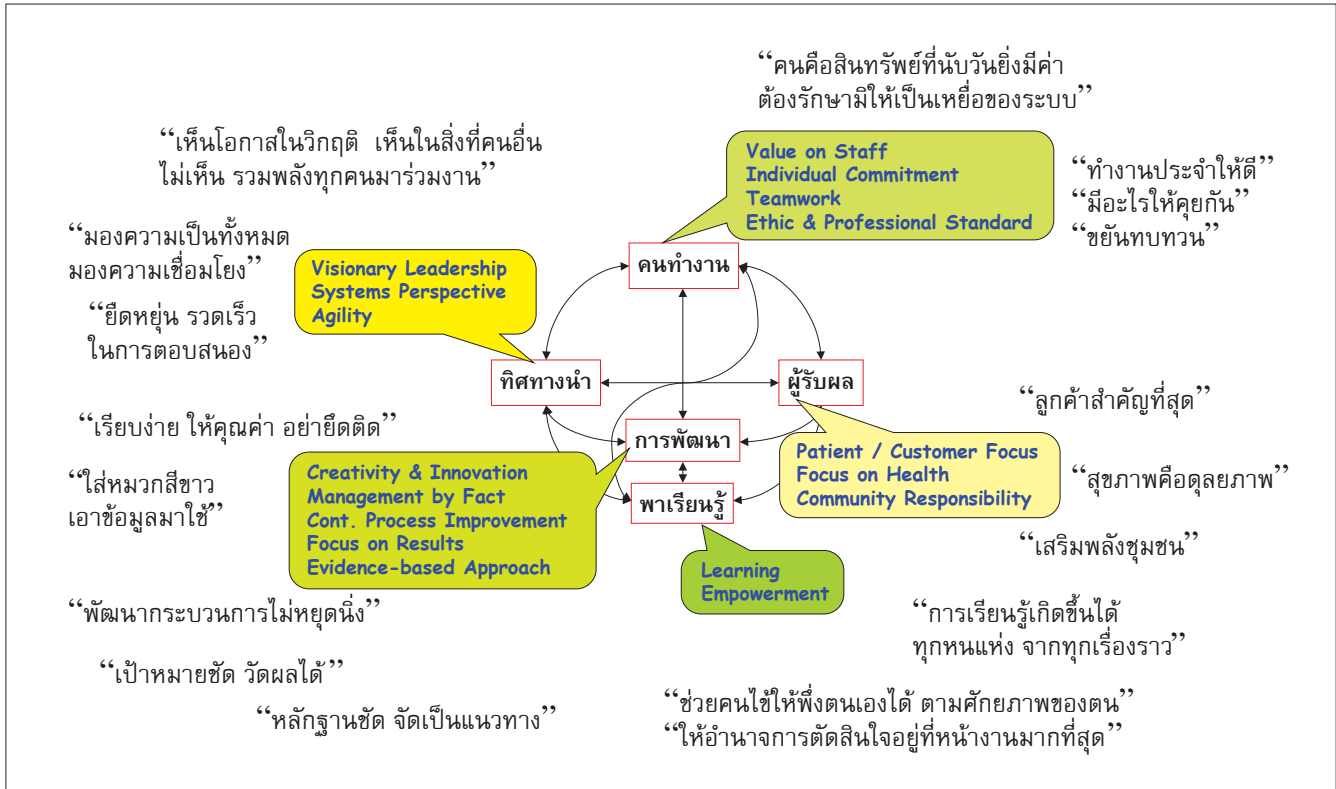 “คนคือสินทรัพย์ที่นับวันยิ่งมีค่า
ต้องรักษามิให้เป็นเหยื่อของระบบ”
“เห็นโอกาสในวิกฤติ เห็นในสิ่งที่คนอื่น
ไม่เห็น รวมพลังทุกคนมาร่วมงาน”
Value on Staff
Individual Commitment
Teamwork
Ethic & Professional Standard
“ทำงานประจำให้ดี”
“มีอะไรให้คุยกัน”
“ขยันทบทวน”
“มองความเป็นทั้งหมด
มองความเชื่อมโยง”
Visionary Leadership
Systems Perspective
Agility
คนทำงาน
“ยืดหยุ่น รวดเร็ว
ในการตอบสนอง”
ทิศทางนำ
ผู้รับผล
“ลูกค้าสำคัญที่สุด”
“เรียบง่าย ให้คุณค่า อย่ายึดติด”
การพัฒนา
Patient / Customer Focus
Focus on Health
Community Responsibility
Creativity & Innovation
Management by Fact
Cont. Process Improvement
Focus on Results
Evidence-based Approach
“ใส่หมวกสีขาว
เอาข้อมูลมาใช้”
“สุขภาพคือดุลยภาพ”
พาเรียนรู้
“เสริมพลังชุมชน”
Learning
Empowerment
“พัฒนากระบวนการไม่หยุดนิ่ง”
“การเรียนรู้เกิดขึ้นได้
ทุกหนแห่ง จากทุกเรื่องราว”
“เป้าหมายชัด วัดผลได้”
“หลักฐานชัด จัดเป็นแนวทาง”
“ช่วยคนไข้ให้พึ่งตนเองได้ ตามศักยภาพของตน”
“ให้อำนาจการตัดสินใจอยู่ที่หน้างานมากที่สุด”